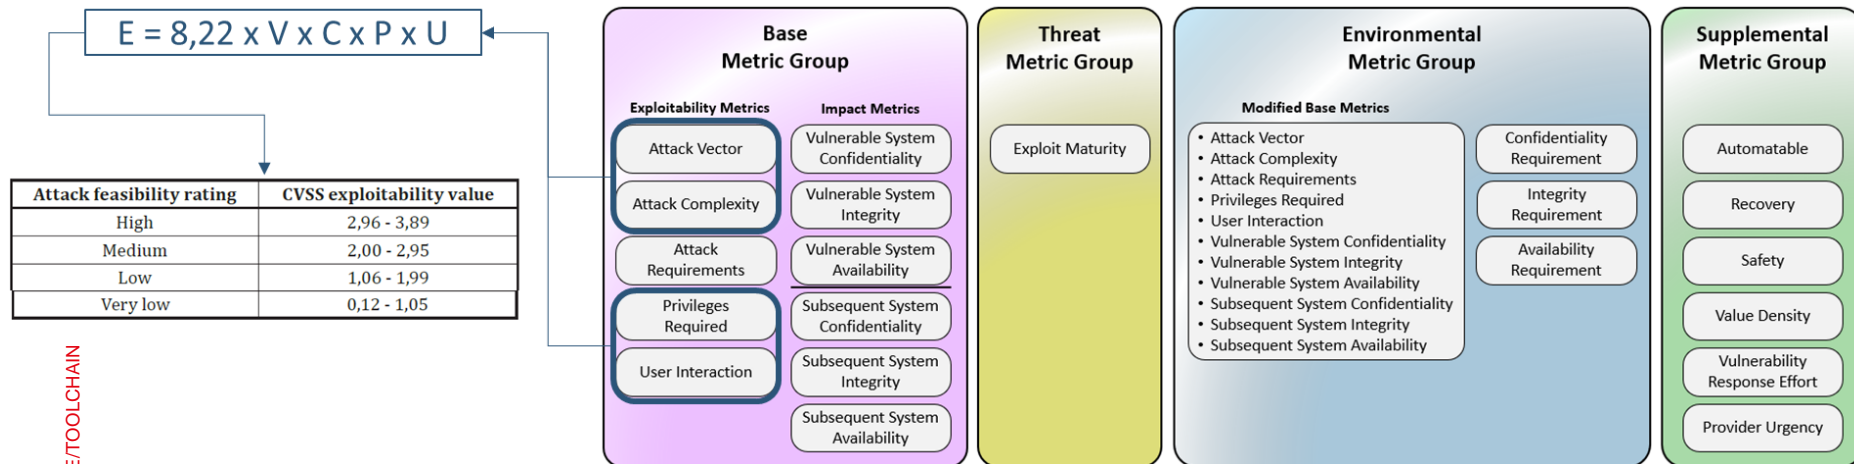 E = 8,22 x V x C x P x U
Attack feasibility rating CVSS exploitability value
High 2,96 - 3,89
Medium 2,00 - 2,95
Low 1,06 - 1,99
Very low 0,12 - 1,05
E/TOOLCHAIN
Base
Metric Group
Exploitability Metrics
Attack Vector
Attack Complexity
Attack
Requirements
Privileges
Required
User Interaction
Impact Metrics
Vulnerable System
Confidentiality
Vulnerable System
Integrity
Vulnerable System
Availability
Subsequent System
Confidentiality
Subsequent System
Integrity
Subsequent System
Availability
Threat
Metric Group
Exploit Maturity
Environmental
Metric Group
Modified Base Metrics
• Attack Vector
• Attack Complexity
• Attack Requirements
• Privileges Required
• User Interaction
• Vulnerable System Confidentiality
• Vulnerable System Integrity
• Vulnerable System Availability
• Subsequent System Confidentiality
• Subsequent System Integrity
• Subsequent System Availability
Confidentiality
Requirement
Integrity
Requirement
Availability
Requirement
Supplemental
Metric Group
Automatable
Recovery
Safety
Value Density
Vulnerability
Response Effort
Provider Urgency